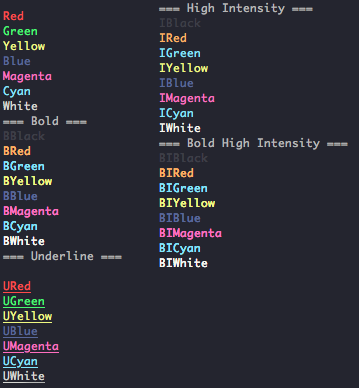 Red
Green
Yellow
Blue
Magenta
Cyan
White
=== Bold ===
BBlack
BRed
BGreen
BYellow
BBlue
BMagenta
BCyan
BWhite
=== Underline ===
URed
UGreen
UYellow
UBlue
UMagenta
UCyan
UWhite
=== High Intensity ===
IBlack
IRed
IGreen
IYellow
IBlue
IMagenta
ICyan
IWhite
=== Bold High Intensity ===
BIBlack
BIRed
BIGreen
BIYellow
BIBlue
BIMagenta
BICyan
BIWhite